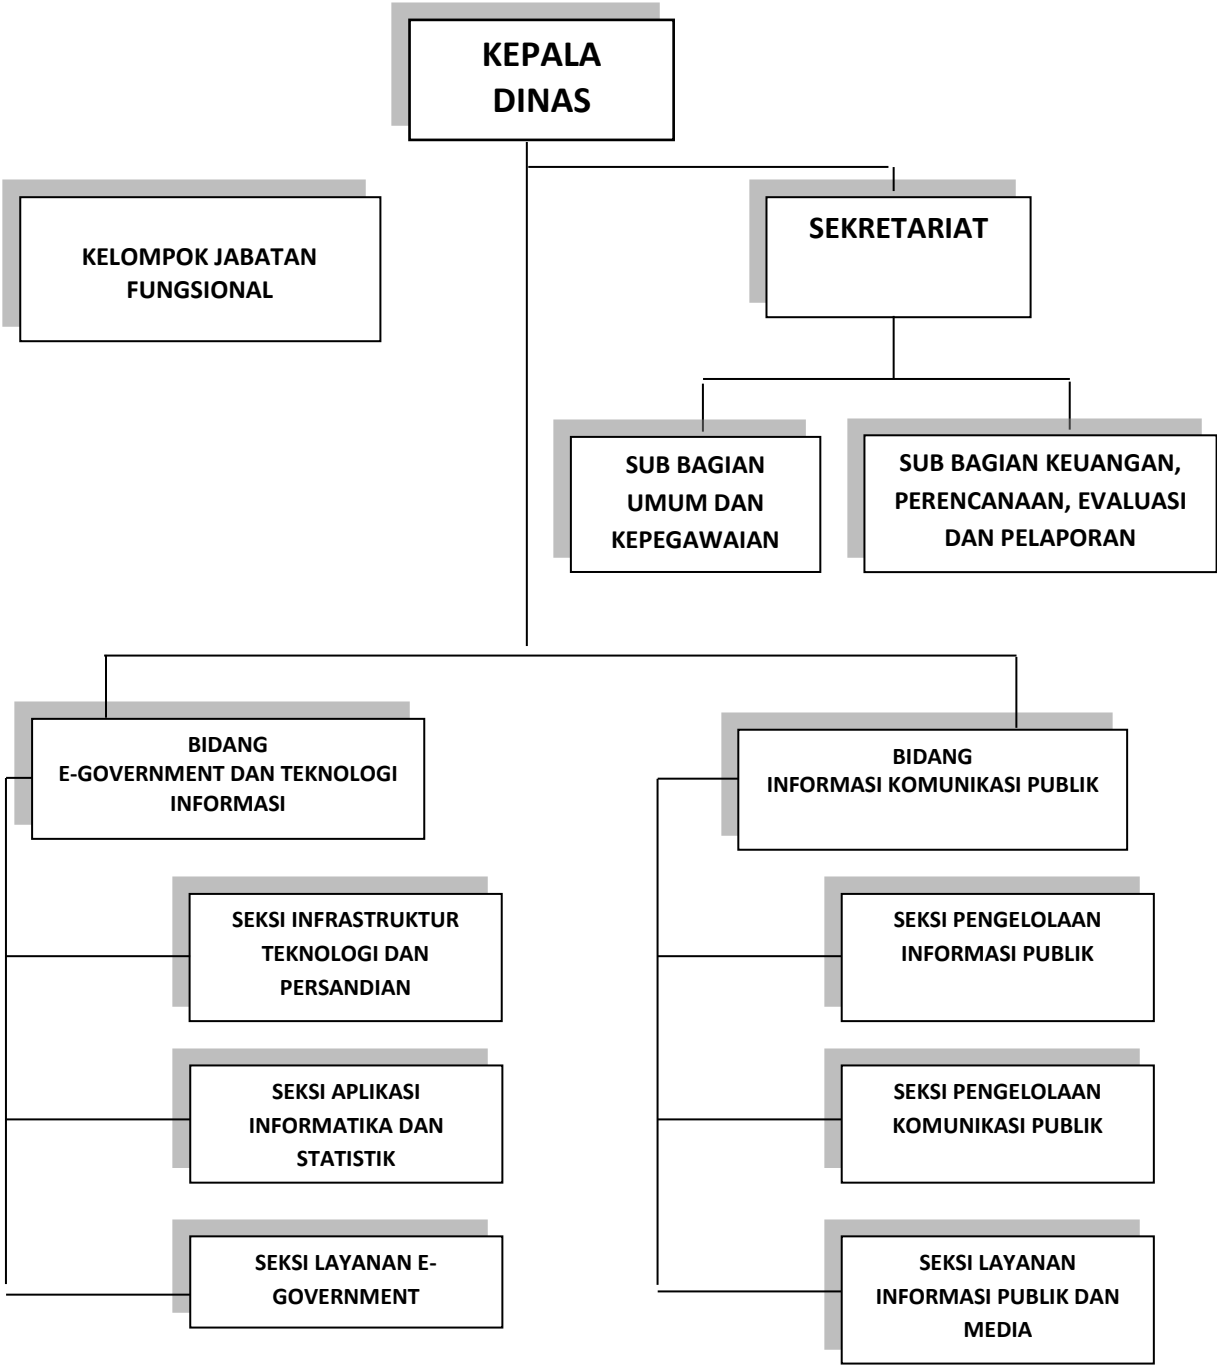 KEPALA
DINAS
KELOMPOK JABATAN
FUNGSIONAL
SEKRETARIAT
SUB BAGIAN
UMUM DAN
KEPEGAWAIAN
SUB BAGIAN KEUANGAN,
PERENCANAAN, EVALUASI
DAN PELAPORAN
BIDANG
E-GOVERNMENT DAN TEKNOLOGI
INFORMASI
BIDANG
INFORMASI KOMUNIKASI PUBLIK
SEKSI INFRASTRUKTUR
TEKNOLOGI DAN
PERSANDIAN
SEKSI PENGELOLAAN
INFORMASI PUBLIK
SEKSI APLIKASI
INFORMATIKA DAN
STATISTIK
SEKSI PENGELOLAAN
KOMUNIKASI PUBLIK
SEKSI LAYANAN E-
GOVERNMENT
SEKSI LAYANAN
INFORMASI PUBLIK DAN
MEDIA